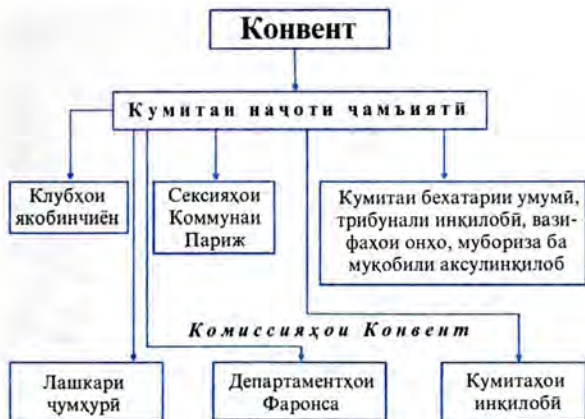 Конвент
Кумитаи наҷоти ҷамъиятӣ
Клубҳои
якобинчиён
Сексияҳои
Коммунаи
Париж
Кумитаи бехатарии умумӣ,
трибунали инқилобӣ, вази-
фаҳои онҳо, мубориза ба
муқобили аксулинқилоб
Комиссияҳои Конвент
Лашкари
ҷумҳурӣ
Департаментҳои
Фаронса
Кумитаҳои
инқилобӣ